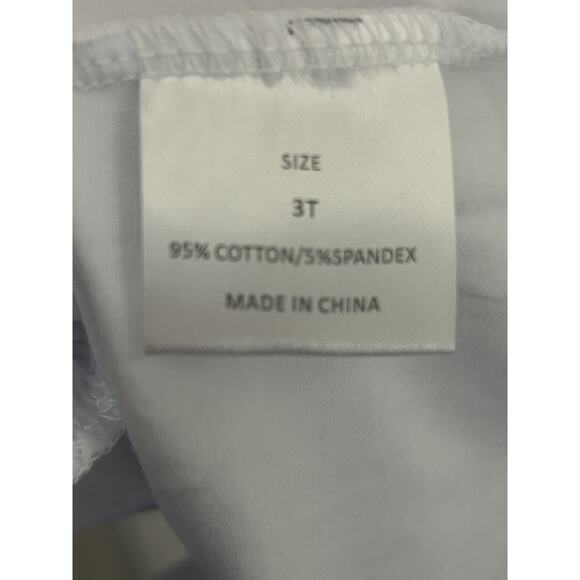 SIZE
3T
95% COTTON/5%SPANDEX
MADE IN CHINA